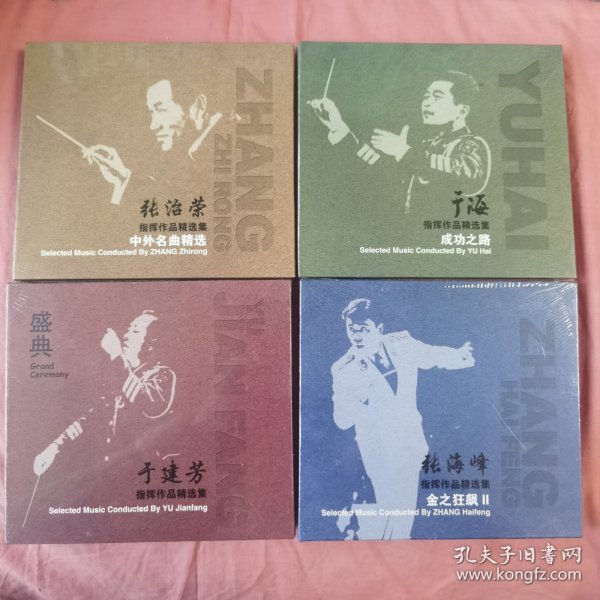 ZHANG
ZHI RONG
张治荣
指挥作品精选集
中外名曲精选
Selected Music Conducted By ZHANG Zhirong
YUHAI
于海
指挥作品精选集
成功之路
Selected Music Conducted By YU Hai
盛典
Grand
Ceremony
JIAN FANG
于建芳
指挥作品精选集
Selected Music Conducted By YU Jianfang
ZHANG
HAI FENG
张海峰
指挥作品精选集
金之狂飙 II
Selected Music Conducted By ZHANG Haifeng
孔夫子旧书网
www.kongfz.com